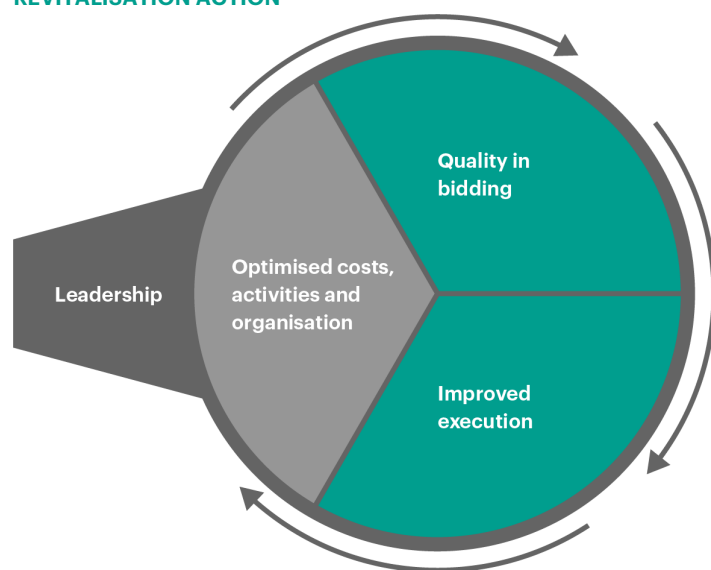 REVITALISATION ACTION
Quality in
bidding
Optimised costs,
activities and
organisation
Leadership
Improved
execution